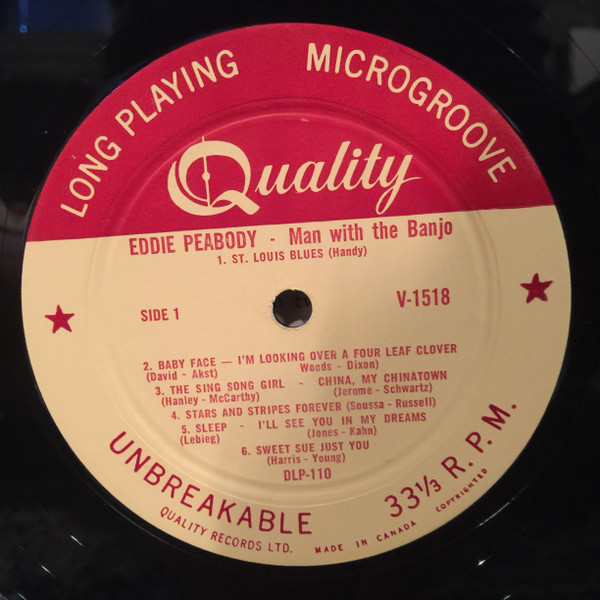 LONG PLAYING MICROGROOVE
Quality
EDDIE PEABODY - Man with the Banjo
1. ST. LOUIS BLUES (Handy)
SIDE 1
V-1518
2. BABY FACE — I'M LOOKING OVER A FOUR LEAF CLOVER
(David - Akst) Woods - Dixon)
3. THE SING SONG GIRL - CHINA, MY CHINATOWN
(Hanley - McCarthy) (Jerome - Schwartz)
4. STARS AND STRIPES FOREVER (Soussa - Russell)
5. SLEEP - I'LL SEE YOU IN MY DREAMS
(Lebieg) (Jones - Kahn)
6. SWEET SUE JUST YOU
(Harris - Young)
DLP-110
UNBREAKABLE 33⅓ R.P.M.
QUALITY RECORDS LTD. MADE IN CANADA COPYRIGHTED